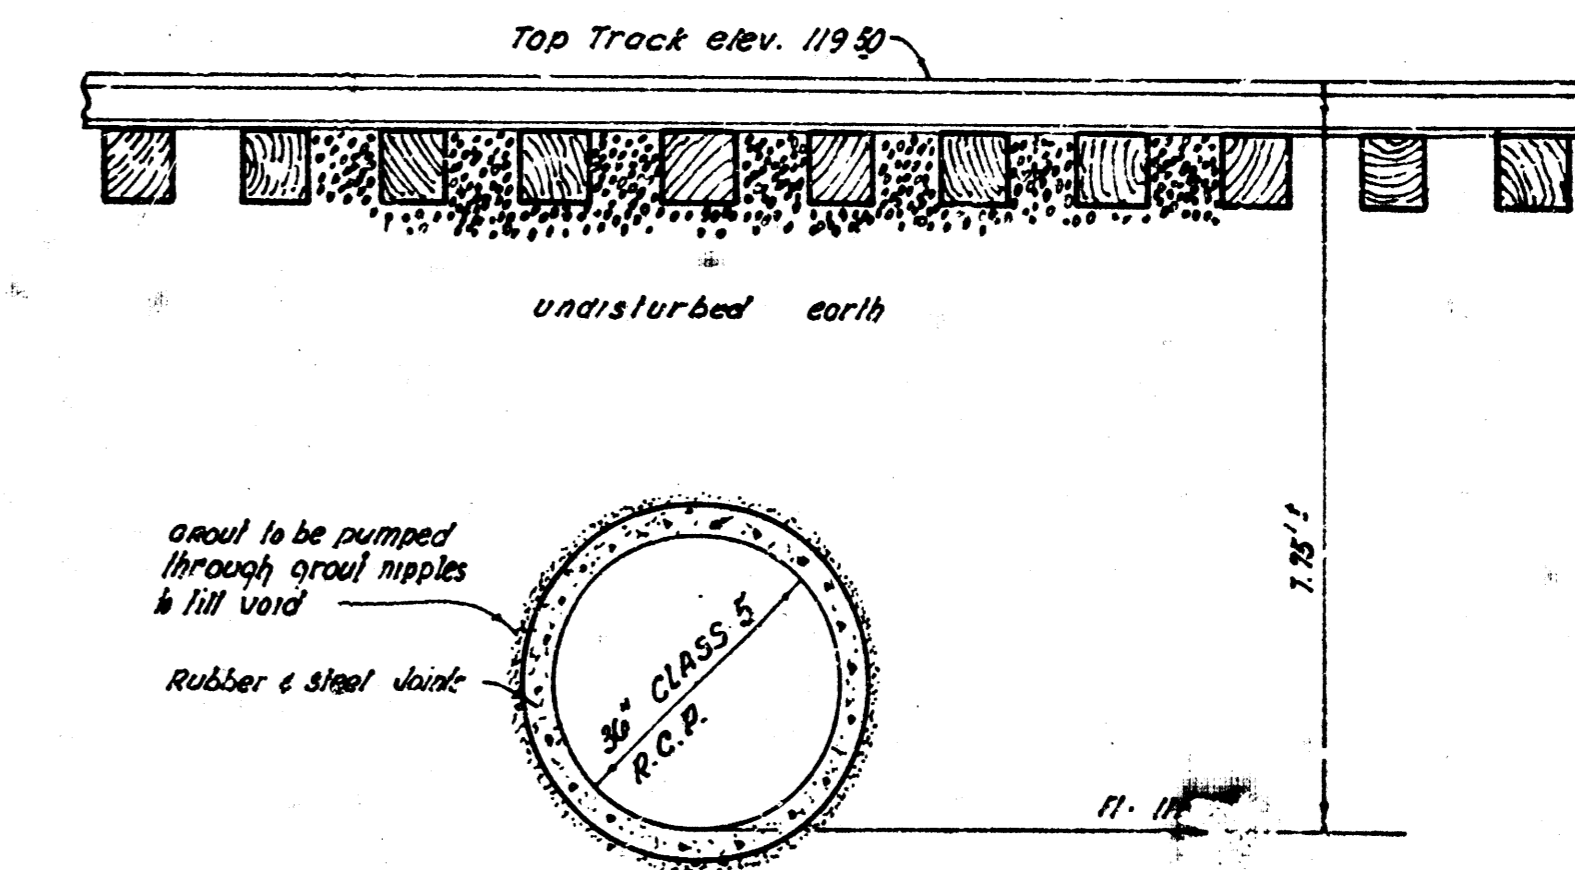 Top Track elev. 119 50
undisturbed earth
grout to be pumped
through grout nipples
to fill void
Rubber & steel Joints
36" CLASS 5
R.C.P.
7.75' ±
Fl.